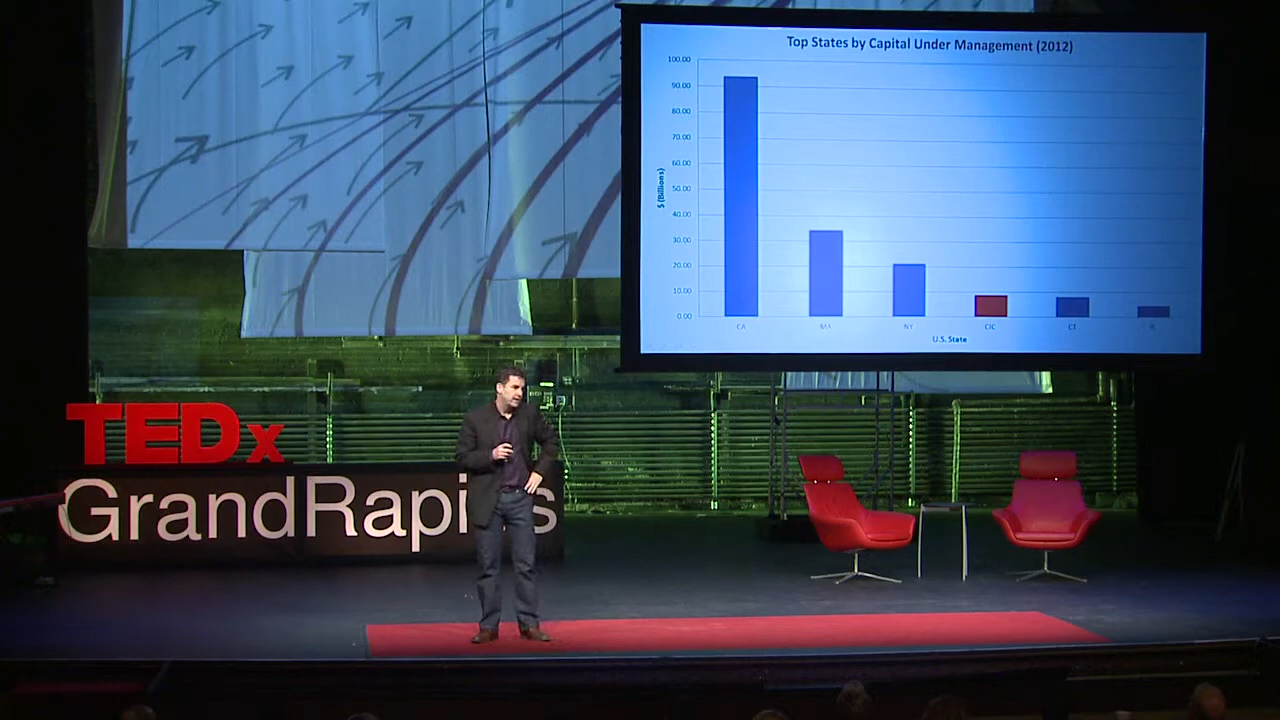 Top States by Capital Under Management (2012)
100.00
90.00
80.00
70.00
60.00
50.00
40.00
30.00
20.00
10.00
0.00
$ (Billions)
CA
MA
NY
CIC
CT
U.S. State
TEDx
GrandRapi s